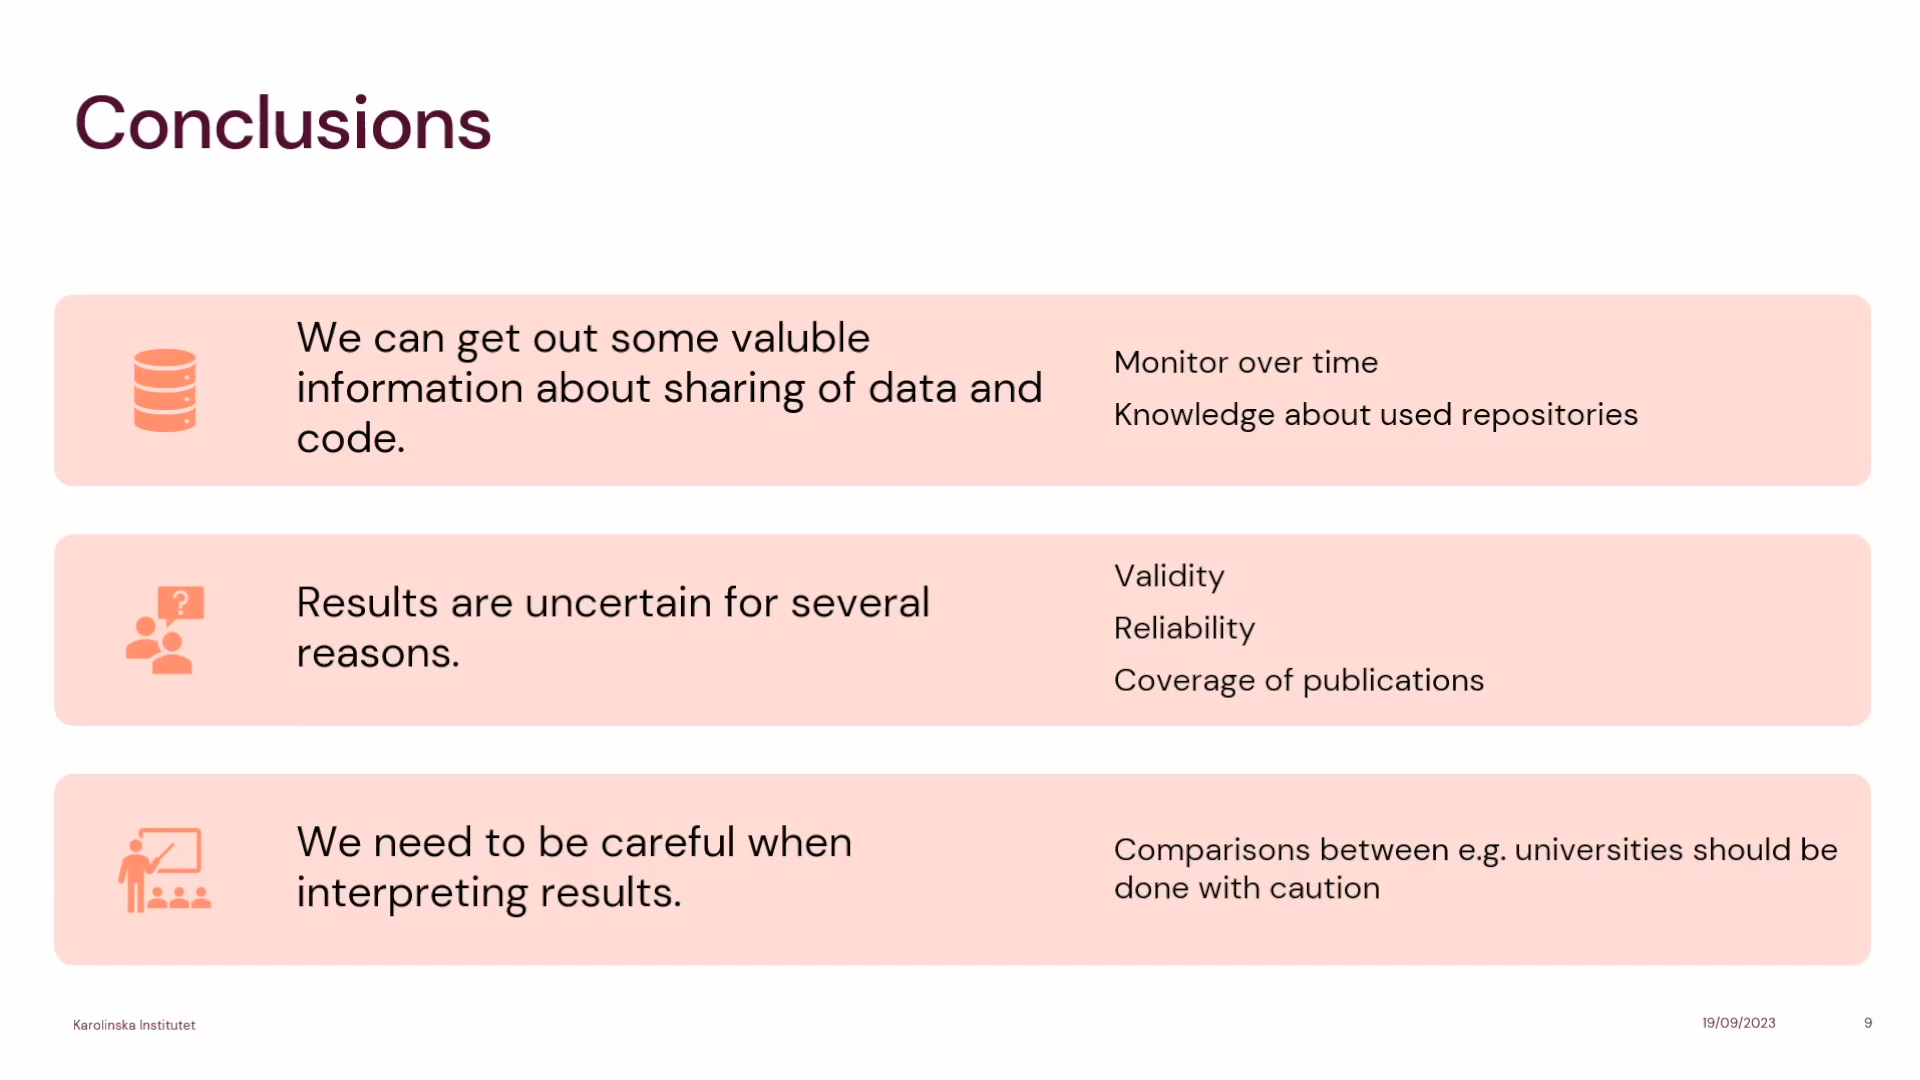 Conclusions
We can get out some valuble
information about sharing of data and
code.
Monitor over time
Knowledge about used repositories
?
Results are uncertain for several
reasons.
Validity
Reliability
Coverage of publications
We need to be careful when
interpreting results.
Comparisons between e.g. universities should be
done with caution
Karolinska Institutet
19/09/2023
9